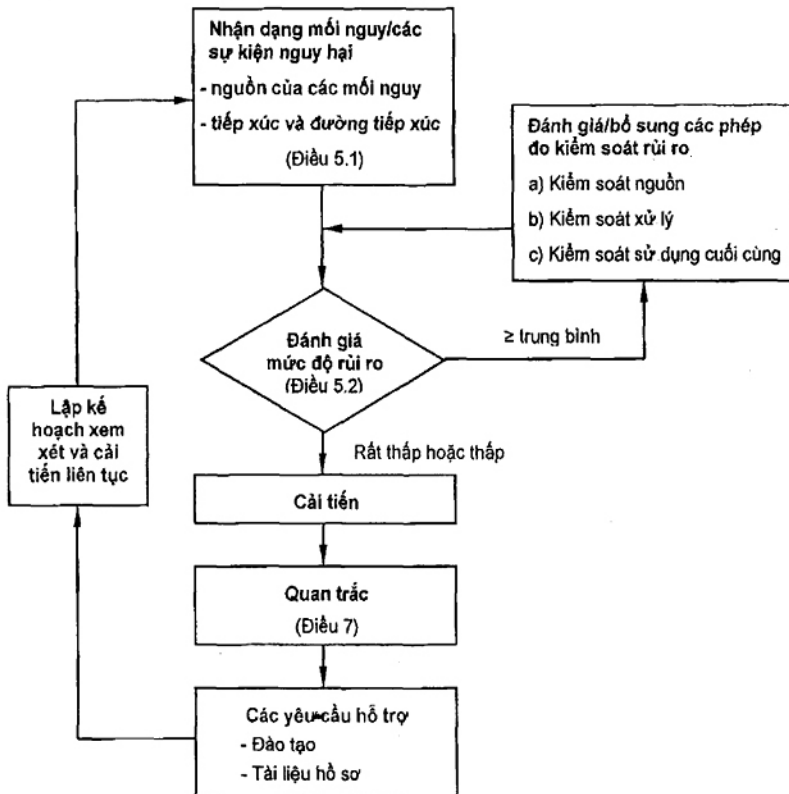 Nhận dạng mối nguy/các
sự kiện nguy hại
- nguồn của các mối nguy
- tiếp xúc và đường tiếp xúc
(Điều 5.1)
Đánh giá/bổ sung các phép
đo kiểm soát rủi ro
a) Kiểm soát nguồn
b) Kiểm soát xử lý
c) Kiểm soát sử dụng cuối cùng
Đánh giá
mức độ rủi ro
(Điều 5.2)
≥ trung bình
Lập kế
hoạch xem
xét và cải
tiến liên tục
Rất thấp hoặc thấp
Cải tiến
Quan trắc
(Điều 7)
Các yêu cầu hỗ trợ
- Đào tạo
- Tài liệu hồ sơ